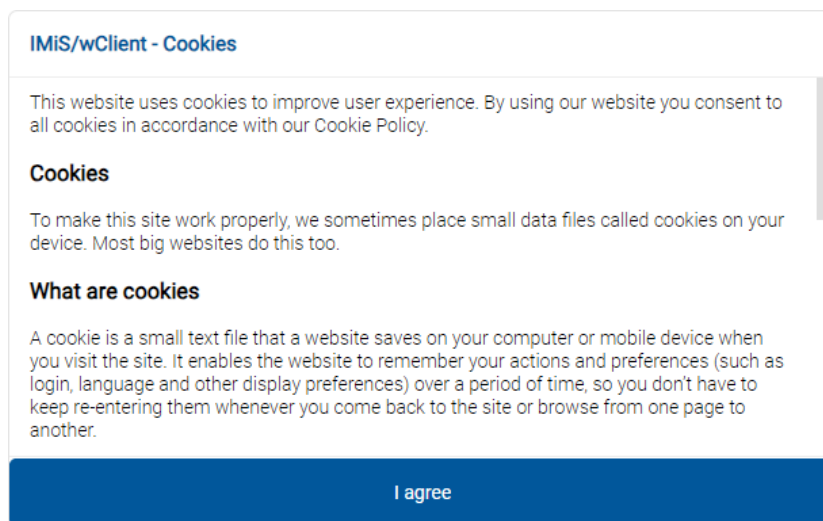 IMiS/wClient - Cookies
This website uses cookies to improve user experience. By using our website you consent to
all cookies in accordance with our Cookie Policy.
Cookies
To make this site work properly, we sometimes place small data files called cookies on your
device. Most big websites do this too.
What are cookies
A cookie is a small text file that a website saves on your computer or mobile device when
you visit the site. It enables the website to remember your actions and preferences (such as
login, language and other display preferences) over a period of time, so you don't have to
keep re-entering them whenever you come back to the site or browse from one page to
another.
I agree